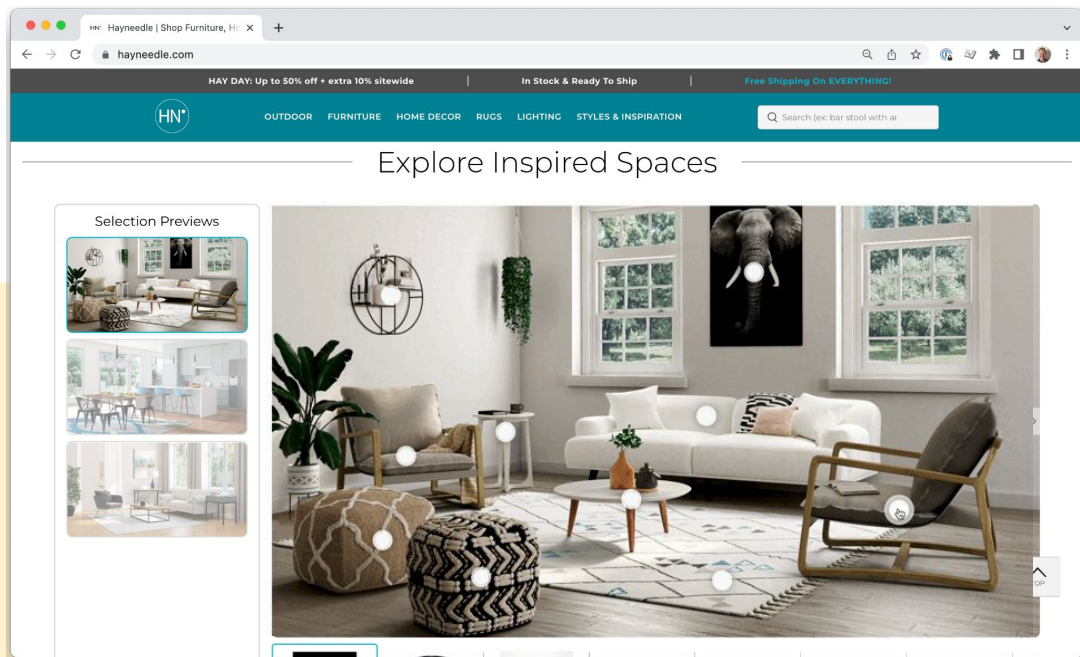 HN• Hayneedle | Shop Furniture, Ho
hayneedle.com
HAY DAY: Up to 50% off + extra 10% sitewide | In Stock & Ready To Ship | Free Shipping On EVERYTHING!
HN•
OUTDOOR FURNITURE HOME DECOR RUGS LIGHTING STYLES & INSPIRATION
Search (ex: bar stool with
Explore Inspired Spaces
Selection Previews